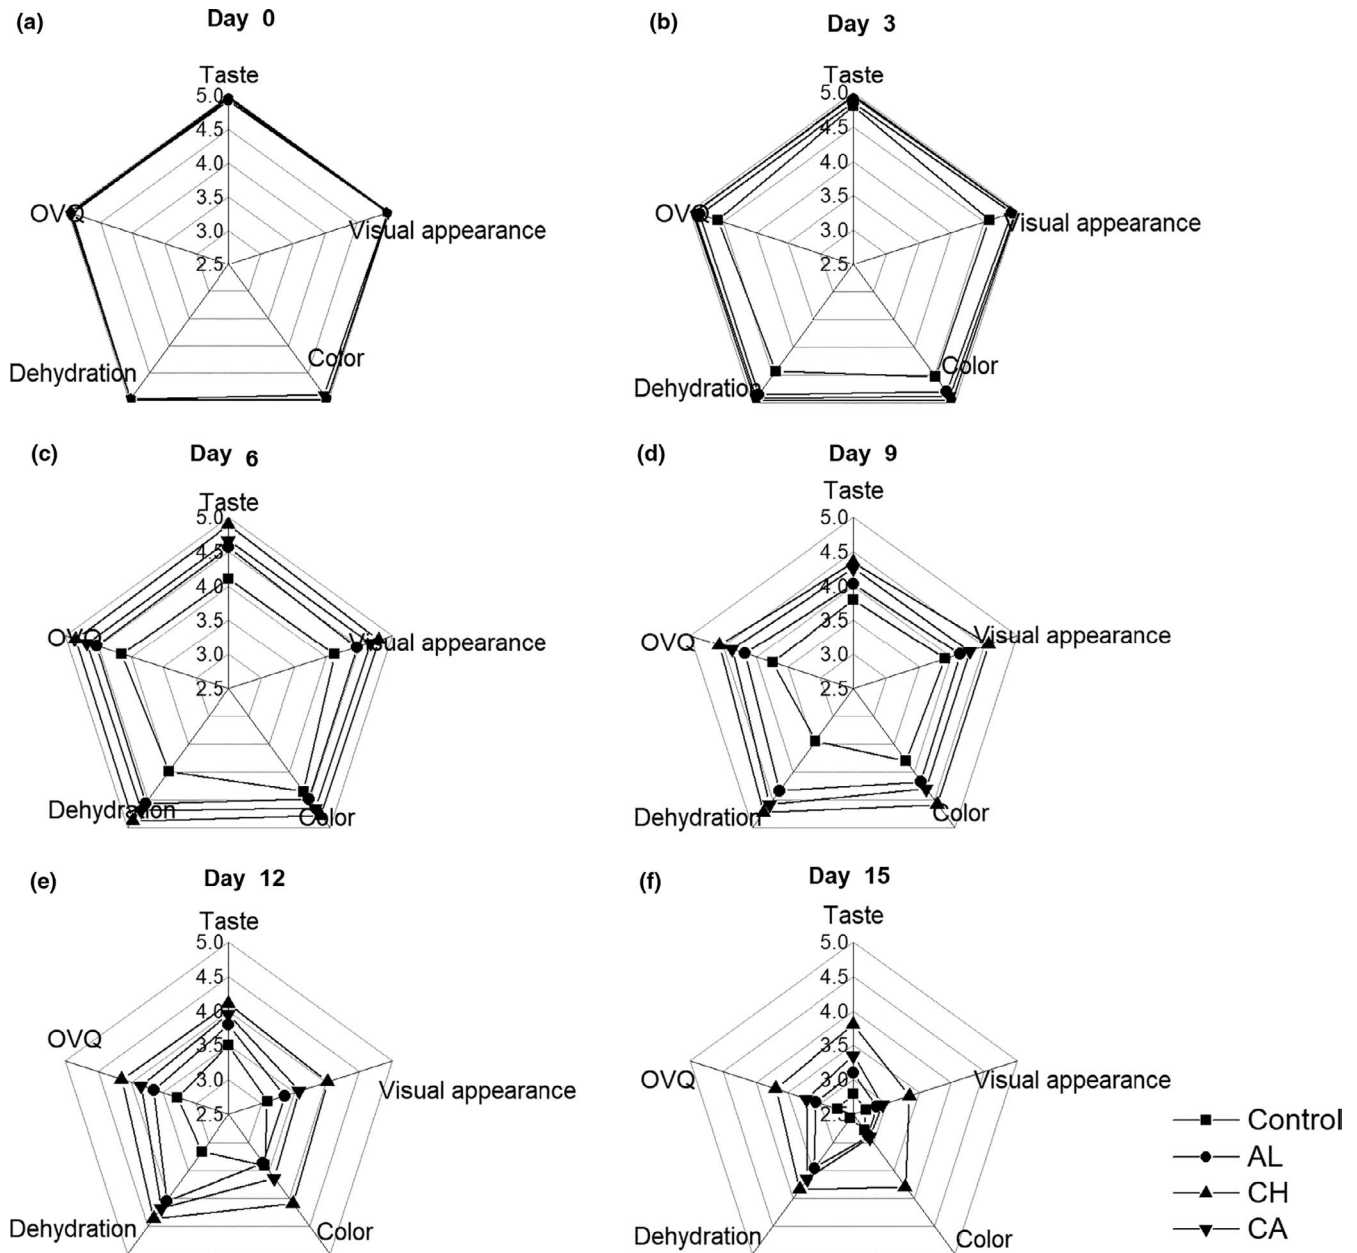 (a) Day 0
Taste
5.0
4.5
4.0
3.5
3.0
2.5
OVQ
Visual appearance
Dehydration
Color
(b) Day 3
Taste
5.0
4.5
4.0
3.5
3.0
2.5
OVQ
Visual appearance
Dehydration
Color
(c) Day 6
Taste
5.0
4.5
4.0
3.5
3.0
2.5
OVQ
Visual appearance
Dehydration
Color
(d) Day 9
Taste
5.0
4.5
4.0
3.5
3.0
2.5
OVQ
Visual appearance
Dehydration
Color
(e) Day 12
Taste
5.0
4.5
4.0
3.5
3.0
2.5
OVQ
Visual appearance
Dehydration
Color
(f) Day 15
Taste
5.0
4.5
4.0
3.5
3.0
2.5
OVQ
Visual appearance
Dehydration
Color
Control
AL
CH
CA